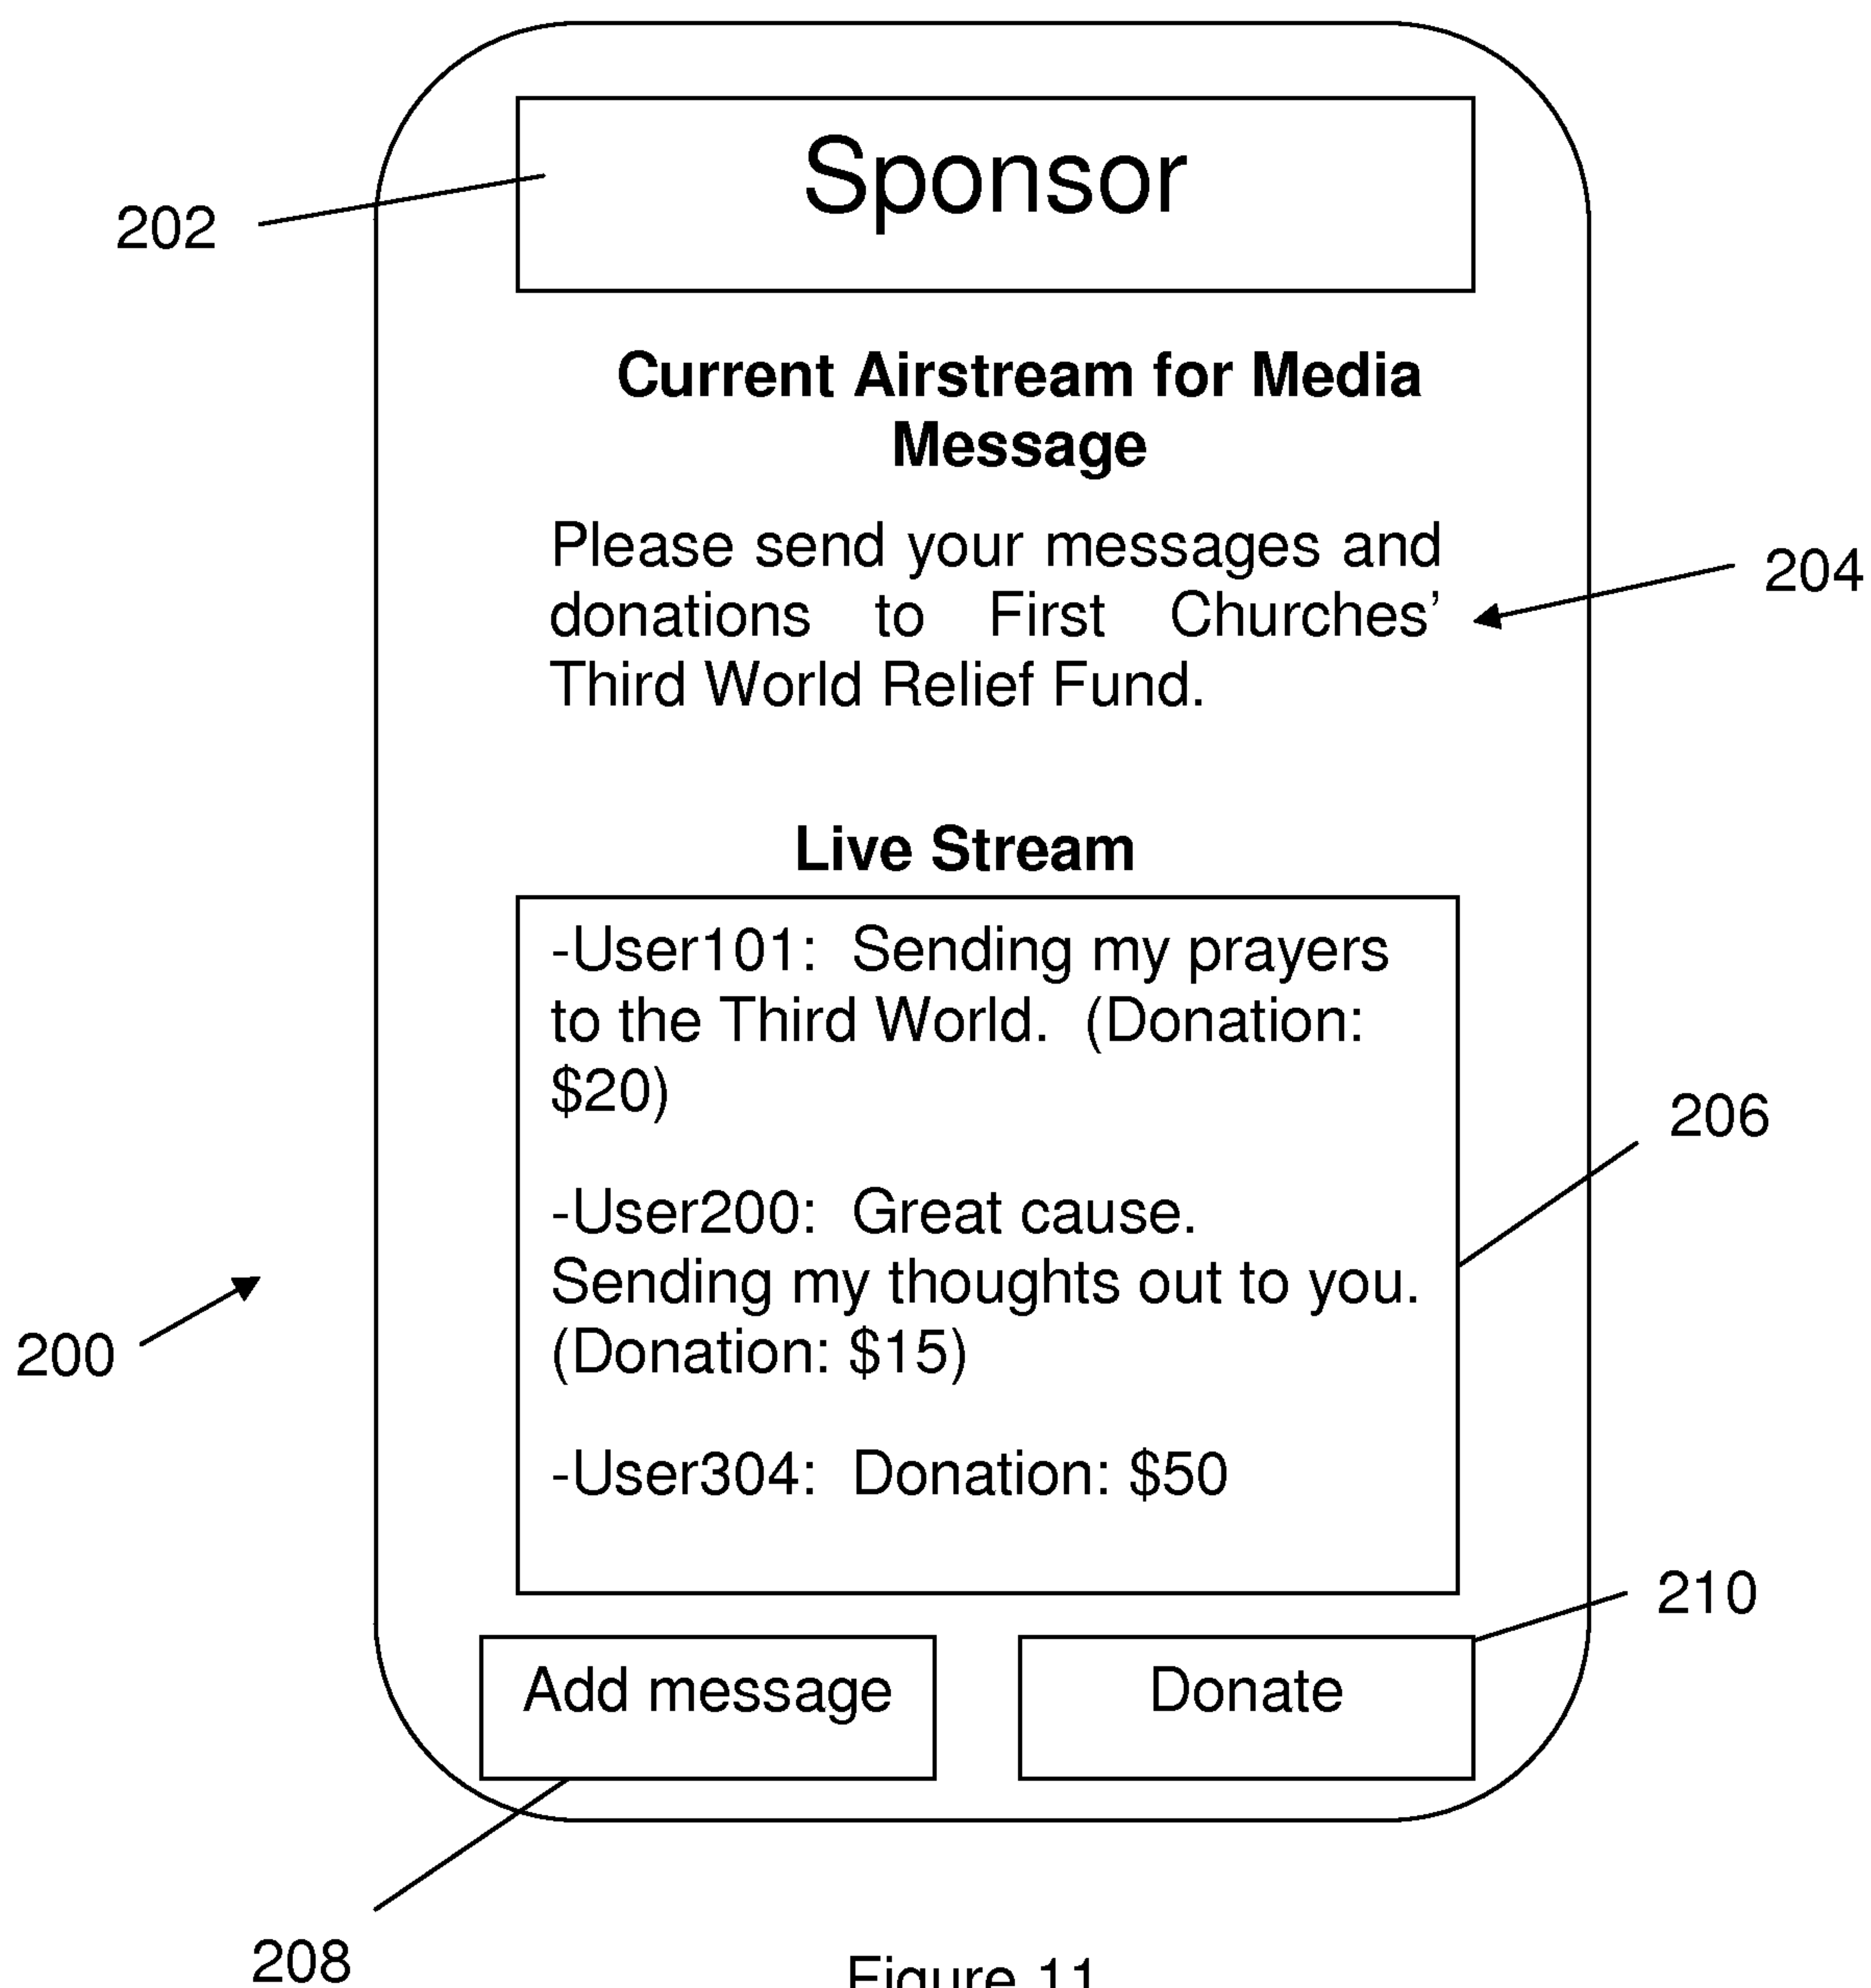 Sponsor
202
Current Airstream for Media
Message
Please send your messages and
donations to First Churches’
Third World Relief Fund.
204
Live Stream
-User101:  Sending my prayers
to the Third World.  (Donation:
$20)
206
-User200:  Great cause.
Sending my thoughts out to you.
(Donation: $15)
200
-User304:  Donation: $50
210
Add message
Donate
208
Figure 11